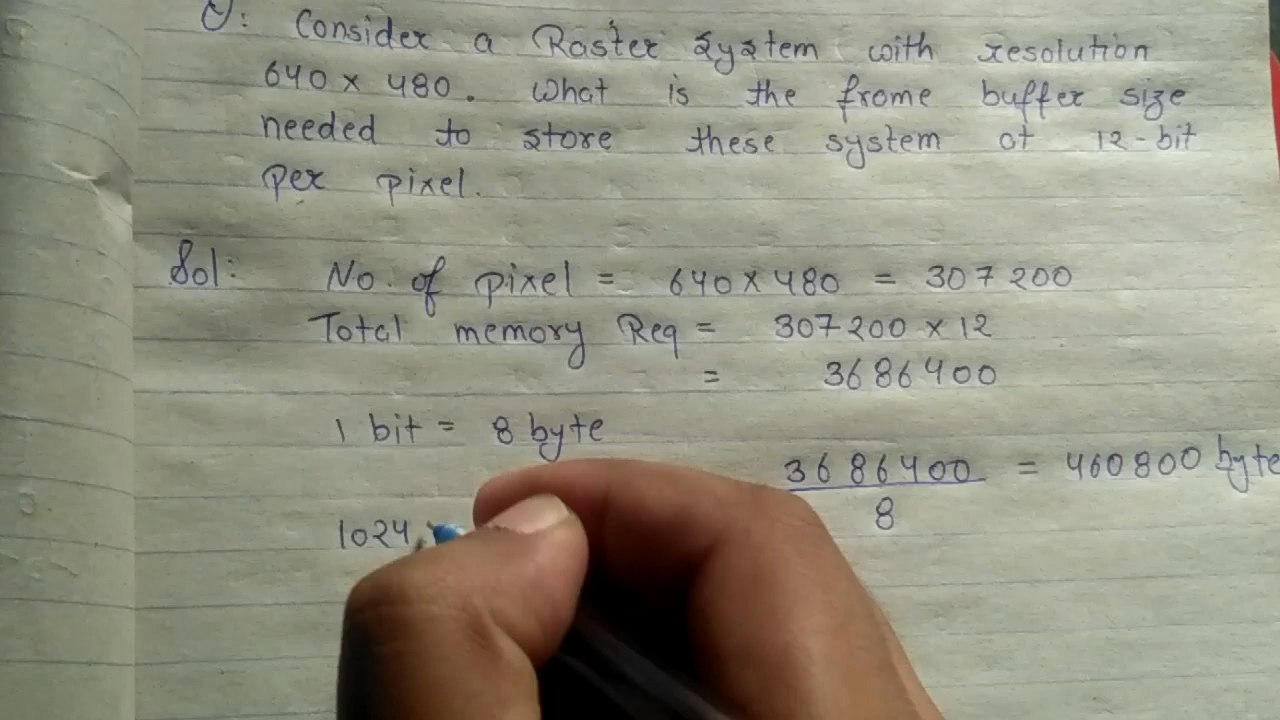 Q: Consider a Raster System with resolution
640 x 480. What is the frome buffer size
needed to store these system at 12-bit
per pixel.
Sol: No. of pixel = 640 x 480 = 307200
Total memory Req = 307200 x 12
= 3686400
1 bit = 8 byte
3686400 / 8 = 460800 byte
1024